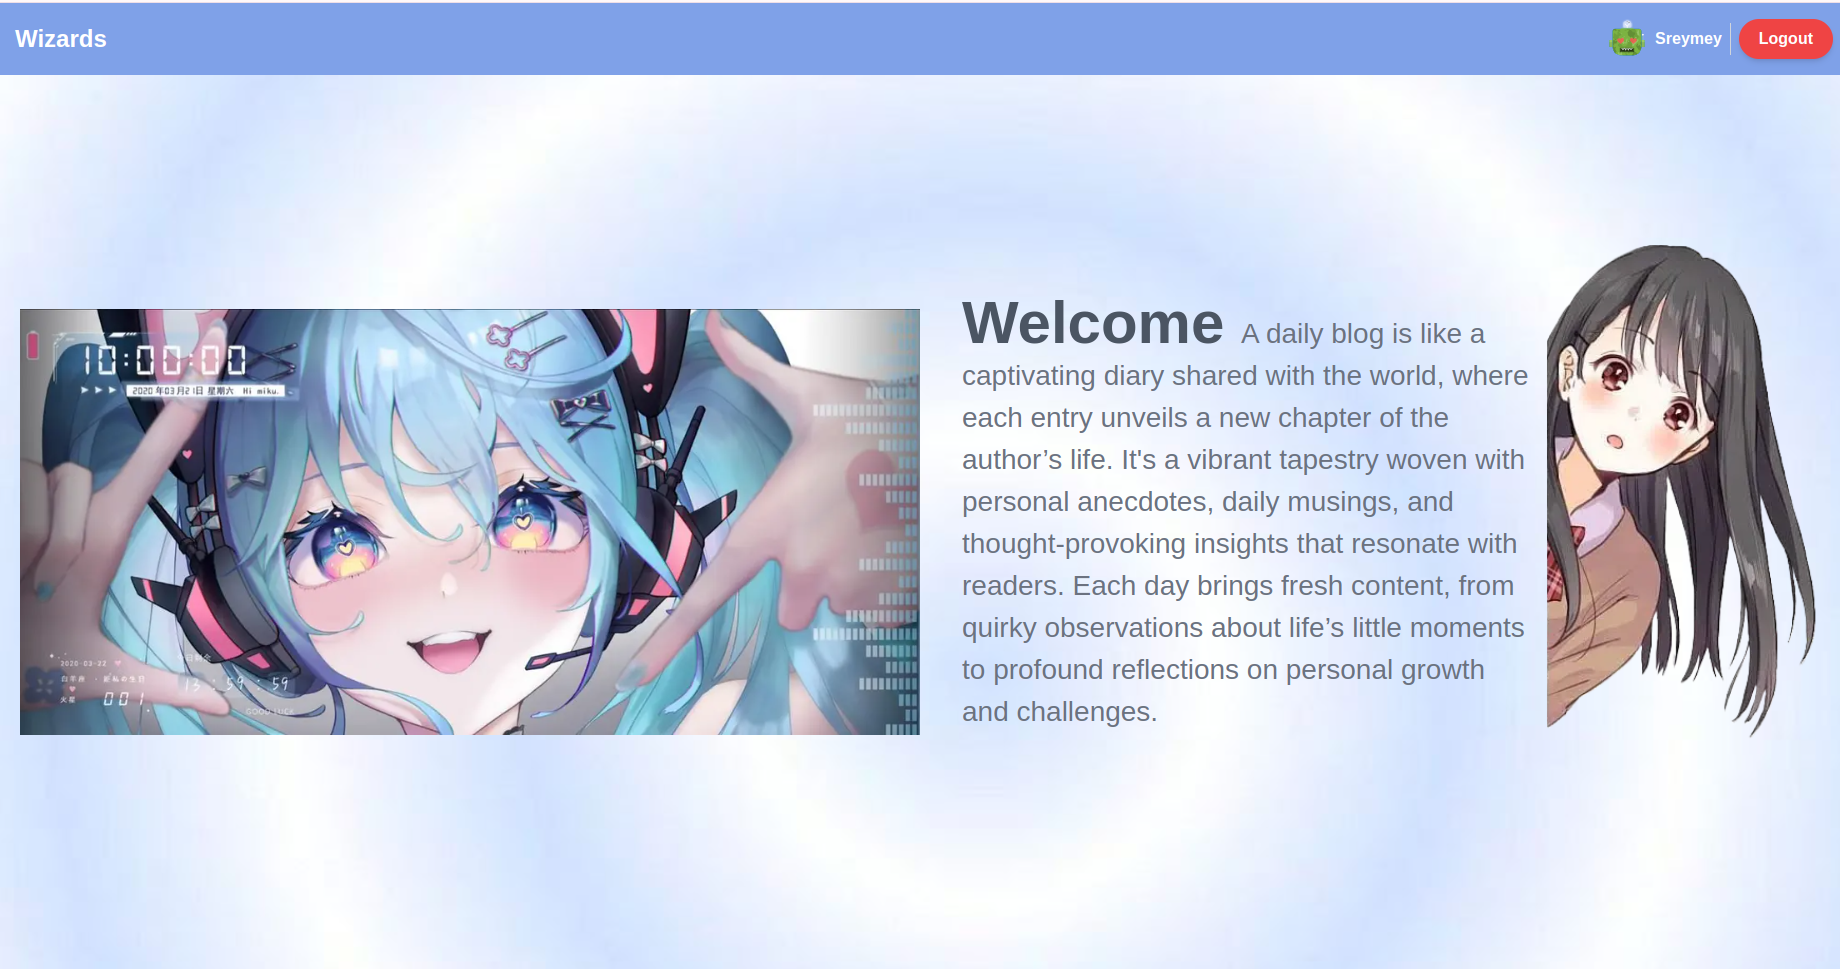 Wizards
Sreymey
Logout
10:00:00
2020年03月21日 星期六 Hi miku.
2020-03-22
火星
001
13:59:59
GOOD LUCK
Welcome A daily blog is like a
captivating diary shared with the world, where
each entry unveils a new chapter of the
author’s life. It's a vibrant tapestry woven with
personal anecdotes, daily musings, and
thought-provoking insights that resonate with
readers. Each day brings fresh content, from
quirky observations about life’s little moments
to profound reflections on personal growth
and challenges.